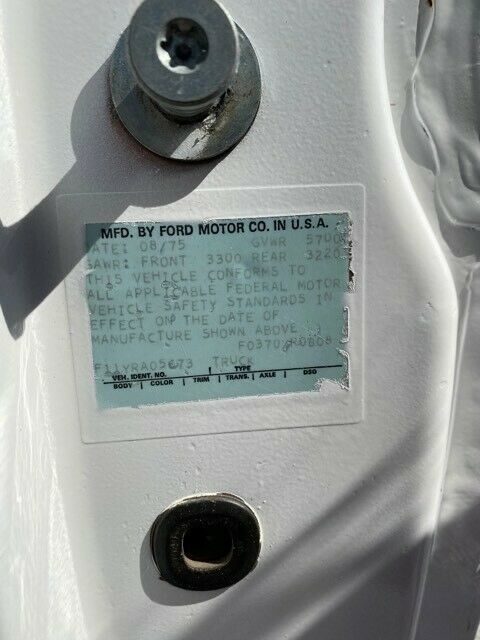 MFD. BY FORD MOTOR CO. IN U.S.A.
DATE: 08/75 GVWR 5700
GAWR: FRONT 3300 REAR 3220
THIS VEHICLE CONFORMS TO
ALL APPLICABLE FEDERAL MOTOR
VEHICLE SAFETY STANDARDS IN
EFFECT ON THE DATE OF
MANUFACTURE SHOWN ABOVE
TRUCK
VEH. IDENT. NO. TYPE
BODY COLOR TRIM TRANS. AXLE DSO